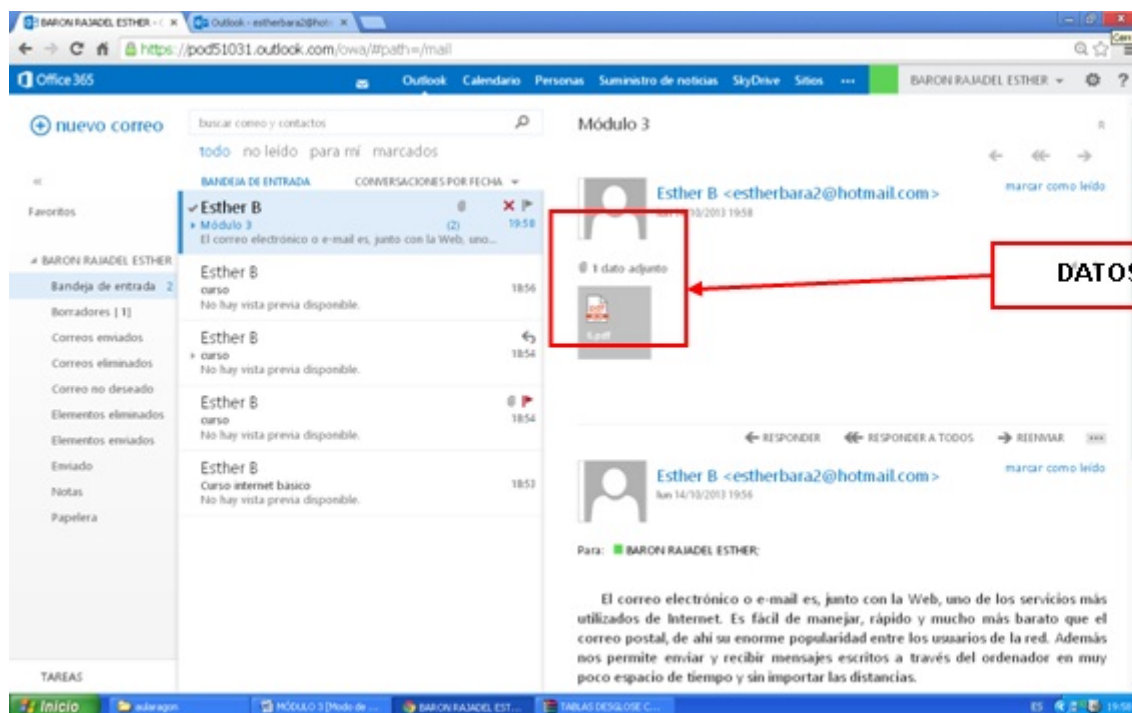 BARON RAJADEL ESTHER - (
Outlook - estherbara2@hot
Cerr
https://pod51031.outlook.com/owa/#path=/mail
Office 365
Outlook Calendario Personas Suministro de noticias SkyDrive Sitios ... BARON RAJADEL ESTHER ?
nuevo correo
buscar correo y contactos
todo no leído para mí marcados
BANDEJA DE ENTRADA CONVERSACIONES POR FECHA
Favoritos
BARON RAJADEL ESTHER
Bandeja de entrada 2
Borradores [1]
Correos enviados
Correos eliminados
Correo no deseado
Elementos eliminados
Elementos enviados
Enviado
Notas
Papelera
TAREAS
Esther B
Módulo 3 (2) 19:58
El correo electrónico o e-mail es, junto con la Web, uno...
Esther B
curso 18:56
No hay vista previa disponible.
Esther B
curso 18:54
No hay vista previa disponible.
Esther B
curso 18:54
No hay vista previa disponible.
Esther B
Curso internet basico 18:53
No hay vista previa disponible.
Módulo 3
marcar como leído
Esther B <estherbara2@hotmail.com>
lun 14/10/2013 19:58
1 dato adjunto
DATOS
RESPONDER RESPONDER A TODOS REENVIAR ...
Esther B <estherbara2@hotmail.com>
marcar como leído
lun 14/10/2013 19:56
Para: BARON RAJADEL ESTHER;
El correo electrónico o e-mail es, junto con la Web, uno de los servicios más
utilizados de Internet. Es fácil de manejar, rápido y mucho más barato que el
correo postal, de ahí su enorme popularidad entre los usuarios de la red. Además
nos permite enviar y recibir mensajes escritos a través del ordenador en muy
poco espacio de tiempo y sin importar las distancias.
Inicio
aularagon
MÓDULO 3 [Modo de ...
BARON RAJADEL EST...
TABLAS DESGLOSE C...
ES 19:58